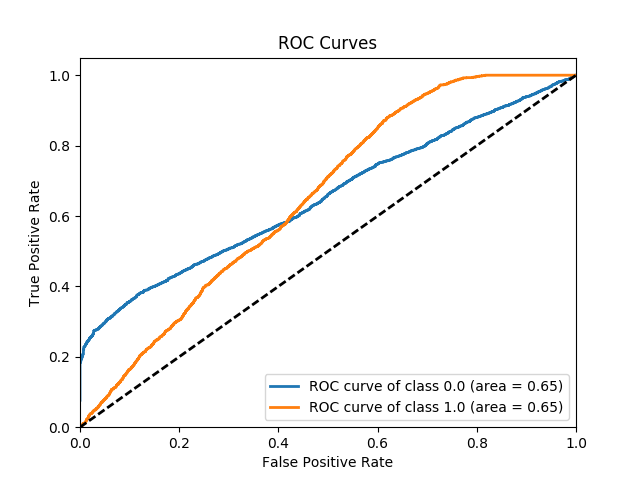 ROC Curves
True Positive Rate
1.0
0.8
0.6
0.4
0.2
0.0
ROC curve of class 0.0 (area = 0.65)
ROC curve of class 1.0 (area = 0.65)
0.0 0.2 0.4 0.6 0.8 1.0
False Positive Rate